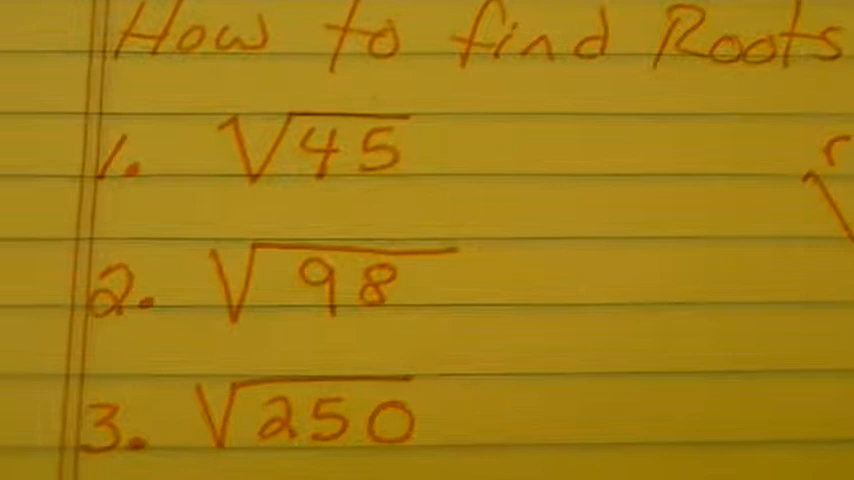 How to find Roots
1. √45
2. √98
3. √250